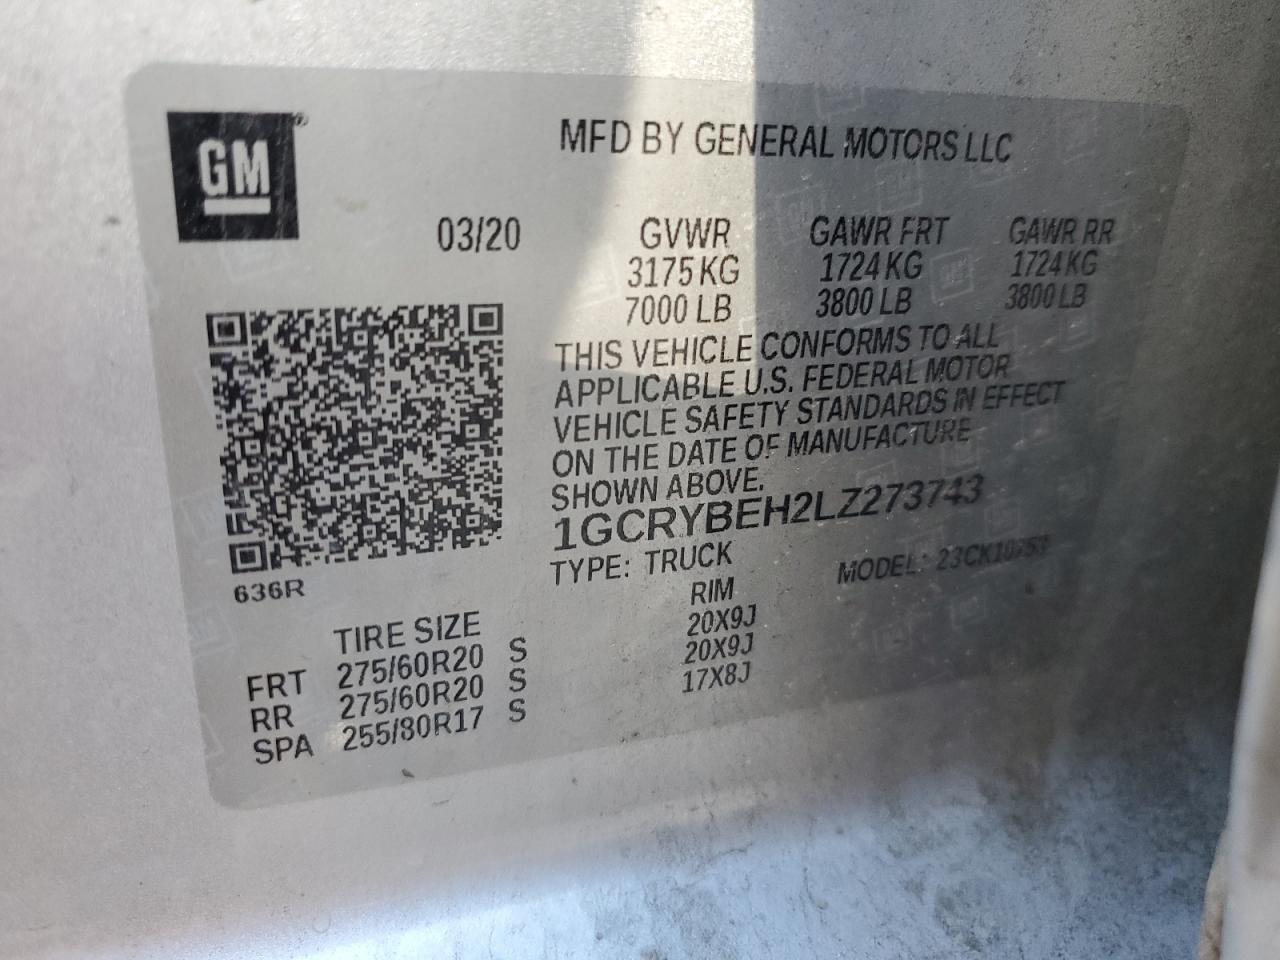 GM
MFD BY GENERAL MOTORS LLC
03/20
GVWR GAWR FRT GAWR RR
3175 KG 1724 KG 1724 KG
7000 LB 3800 LB 3800 LB
THIS VEHICLE CONFORMS TO ALL
APPLICABLE U.S. FEDERAL MOTOR
VEHICLE SAFETY STANDARDS IN EFFECT
ON THE DATE OF MANUFACTURE
SHOWN ABOVE.
1GCRYBEH2LZ273743
636R
TYPE: TRUCK MODEL:
TIRE SIZE RIM
FRT 275/60R20 S 20X9J
RR 275/60R20 S 20X9J
SPA 255/80R17 S 17X8J